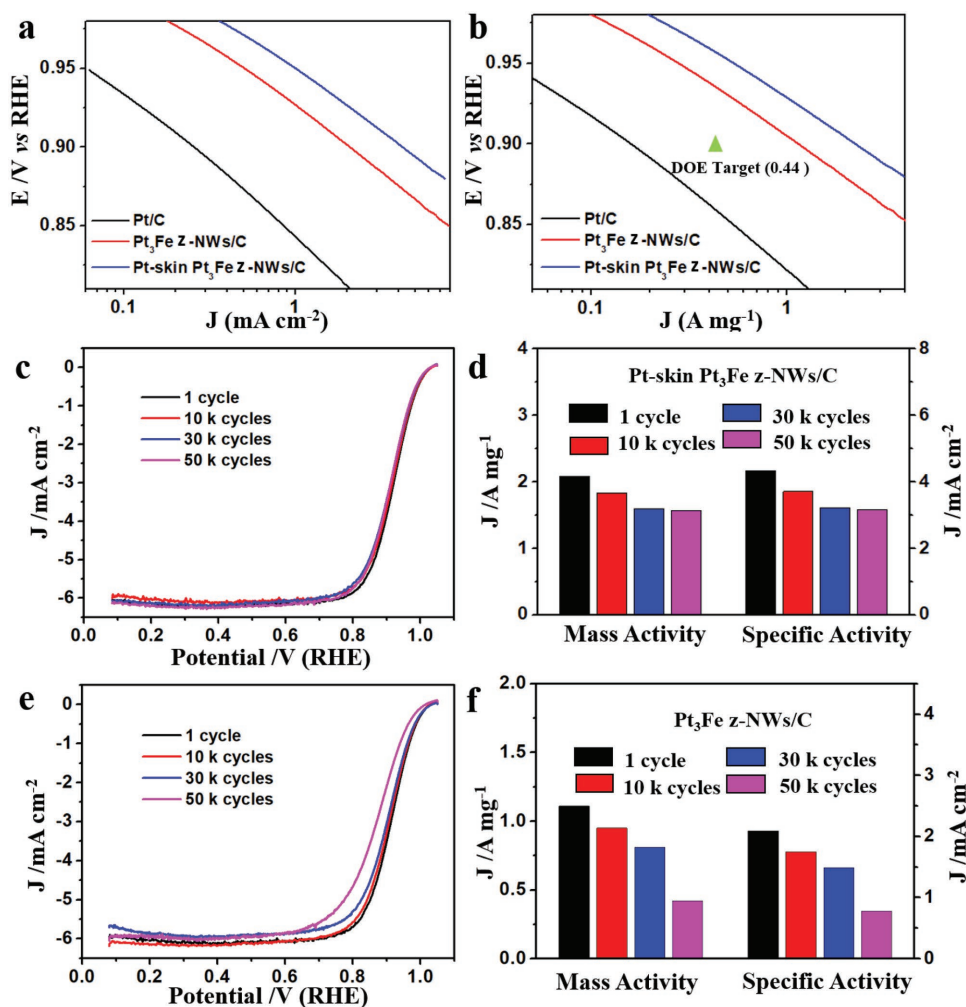 a
E /V vs RHE
0.95
0.90
0.85
Pt/C
Pt₃Fe z-NWs/C
Pt-skin Pt₃Fe z-NWs/C
0.1
1
J (mA cm⁻²)
b
E /V vs RHE
0.95
0.90
0.85
DOE Target (0.44 )
Pt/C
Pt₃Fe z-NWs/C
Pt-skin Pt₃Fe z-NWs/C
0.1
1
J (A mg⁻¹)
c
J /mA cm⁻²
0
-1
-2
-3
-4
-5
-6
1 cycle
10 k cycles
30 k cycles
50 k cycles
0.0 0.2 0.4 0.6 0.8 1.0
Potential /V (RHE)
d
J /A mg⁻¹
4
3
2
1
0
Pt-skin Pt₃Fe z-NWs/C
1 cycle
30 k cycles
10 k cycles
50 k cycles
8
6
4
2
0
J /mA cm⁻²
Mass Activity
Specific Activity
e
J /mA cm⁻²
0
-1
-2
-3
-4
-5
-6
1 cycle
10 k cycles
30 k cycles
50 k cycles
0.0 0.2 0.4 0.6 0.8 1.0
Potential /V (RHE)
f
J /A mg⁻¹
2.0
1.5
1.0
0.5
0.0
Pt₃Fe z-NWs/C
1 cycle
30 k cycles
10 k cycles
50 k cycles
4
3
2
1
0
J /mA cm⁻²
Mass Activity
Specific Activity